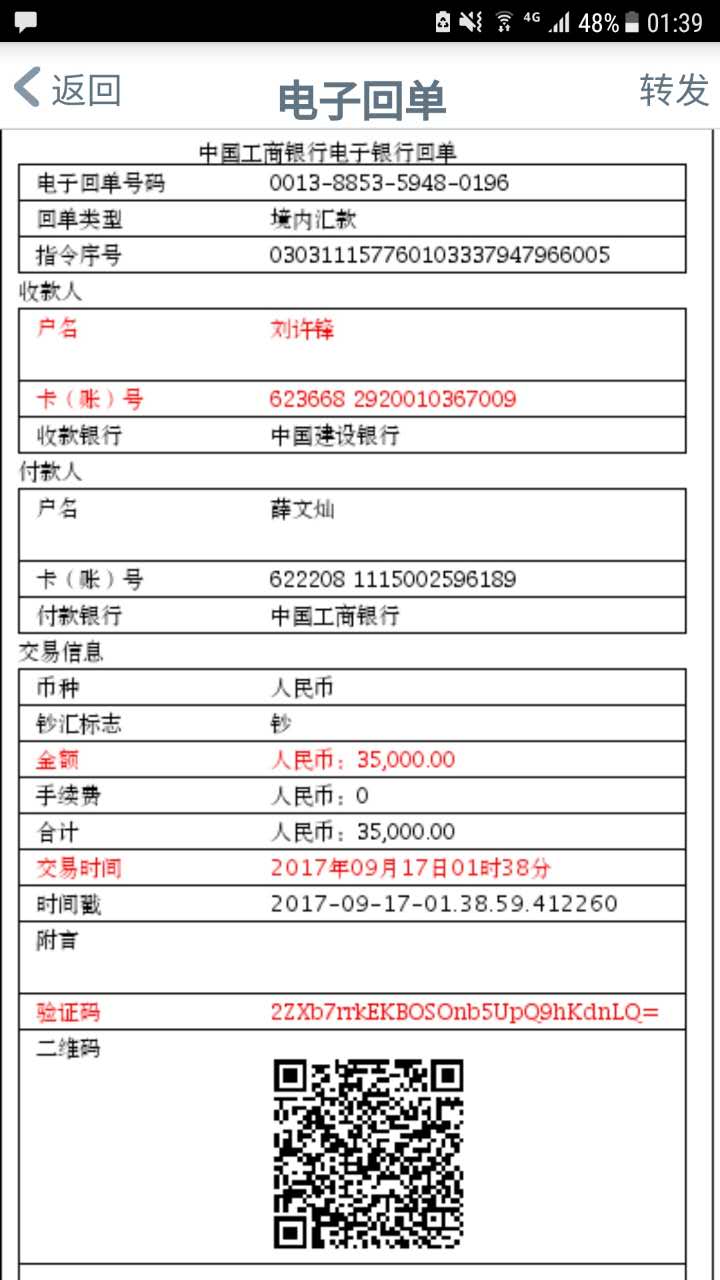 4G 48% 01:39
返回 电子回单 转发
中国工商银行电子银行回单
电子回单号码 0013-8853-5948-0196
回单类型 境内汇款
指令序号 0303111577601033379479​66005
收款人
户名 刘许锋
卡（账）号 623668 2920010367009
收款银行 中国建设银行
付款人
户名 薛文灿
卡（账）号 622208 1115002596189
付款银行 中国工商银行
交易信息
币种 人民币
钞汇标志 钞
金额 人民币：35,000.00
手续费 人民币：0
合计 人民币：35,000.00
交易时间 2017年09月17日01时38分
时间戳 2017-09-17-01.38.59.412260
附言
验证码 2ZXb7rrkEKBOSOnb5UpQ9hKdnLQ=
二维码